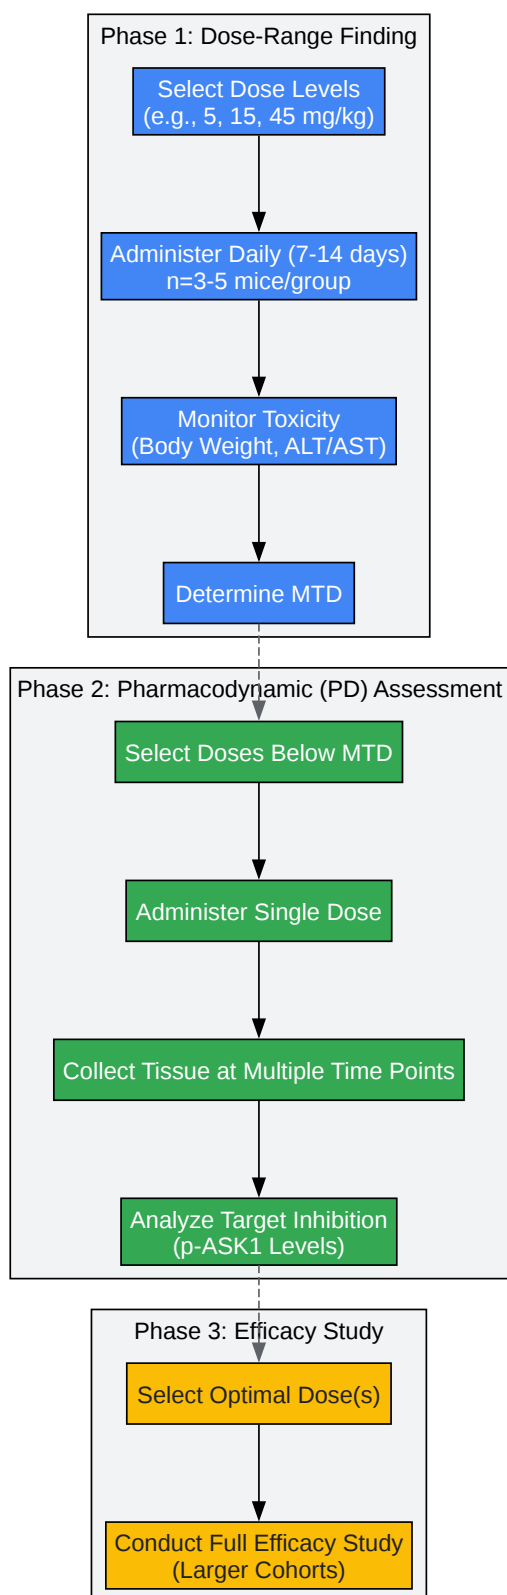 Phase 1: Dose-Range Finding
Select Dose Levels
(e.g., 5, 15, 45 mg/kg)
Administer Daily (7-14 days)
n=3-5 mice/group
Monitor Toxicity
(Body Weight, ALT/AST)
Determine MTD
Phase 2: Pharmacodynamic (PD) Assessment
Select Doses Below MTD
Administer Single Dose
Collect Tissue at Multiple Time Points
Analyze Target Inhibition
(p-ASK1 Levels)
Phase 3: Efficacy Study
Select Optimal Dose(s)
Conduct Full Efficacy Study
(Larger Cohorts)